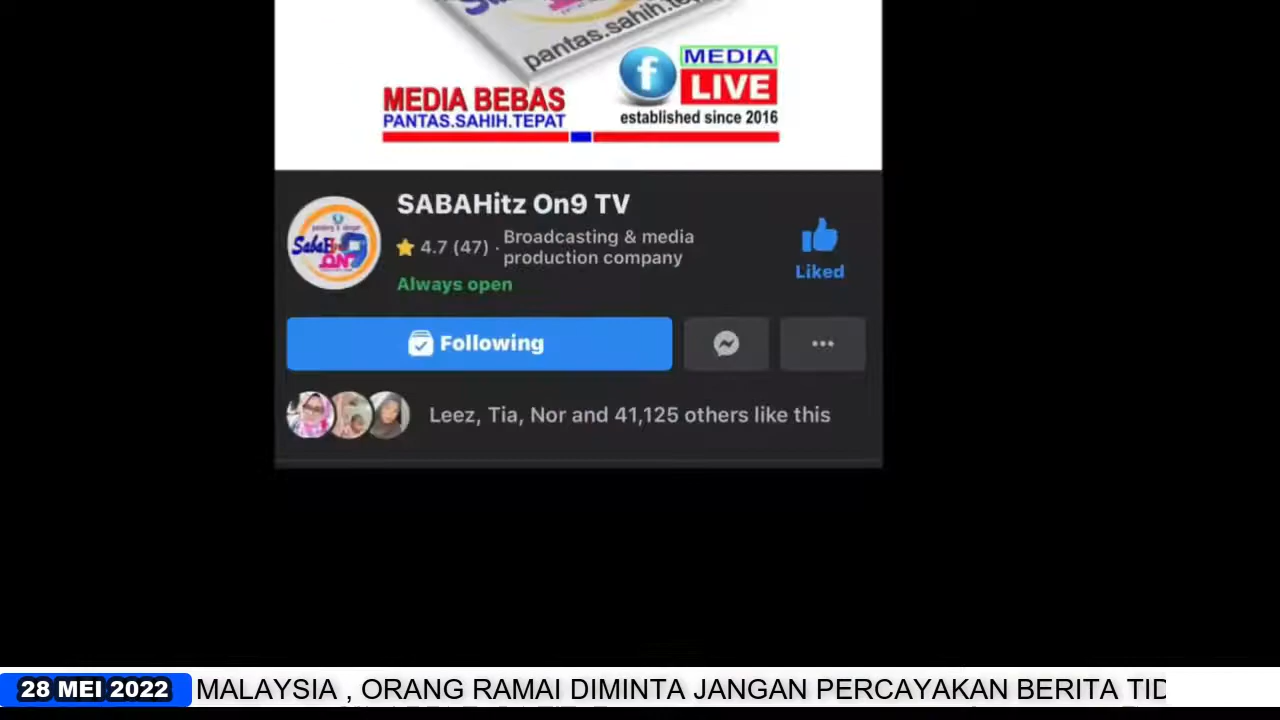 pantas.sahih.te
MEDIA
LIVE
MEDIA BEBAS
PANTAS.SAHIH.TEPAT
established since 2016
SABAHitz On9 TV
4.7 (47) · Broadcasting & media
production company
Liked
Always open
Following
Leez, Tia, Nor and 41,125 others like this
28 MEI 2022 MALAYSIA , ORANG RAMAI DIMINTA JANGAN PERCAYAKAN BERITA TID